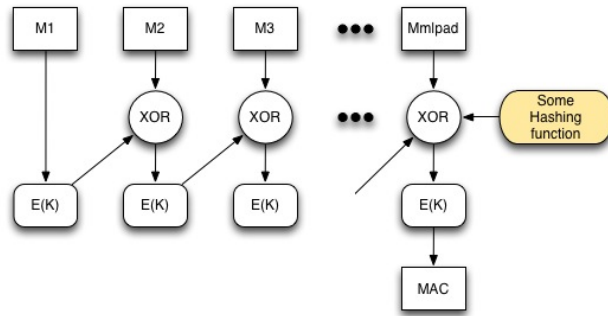 M1
M2
M3
Mmlpad
XOR
XOR
XOR
Some
Hashing
function
E(K)
E(K)
E(K)
E(K)
MAC